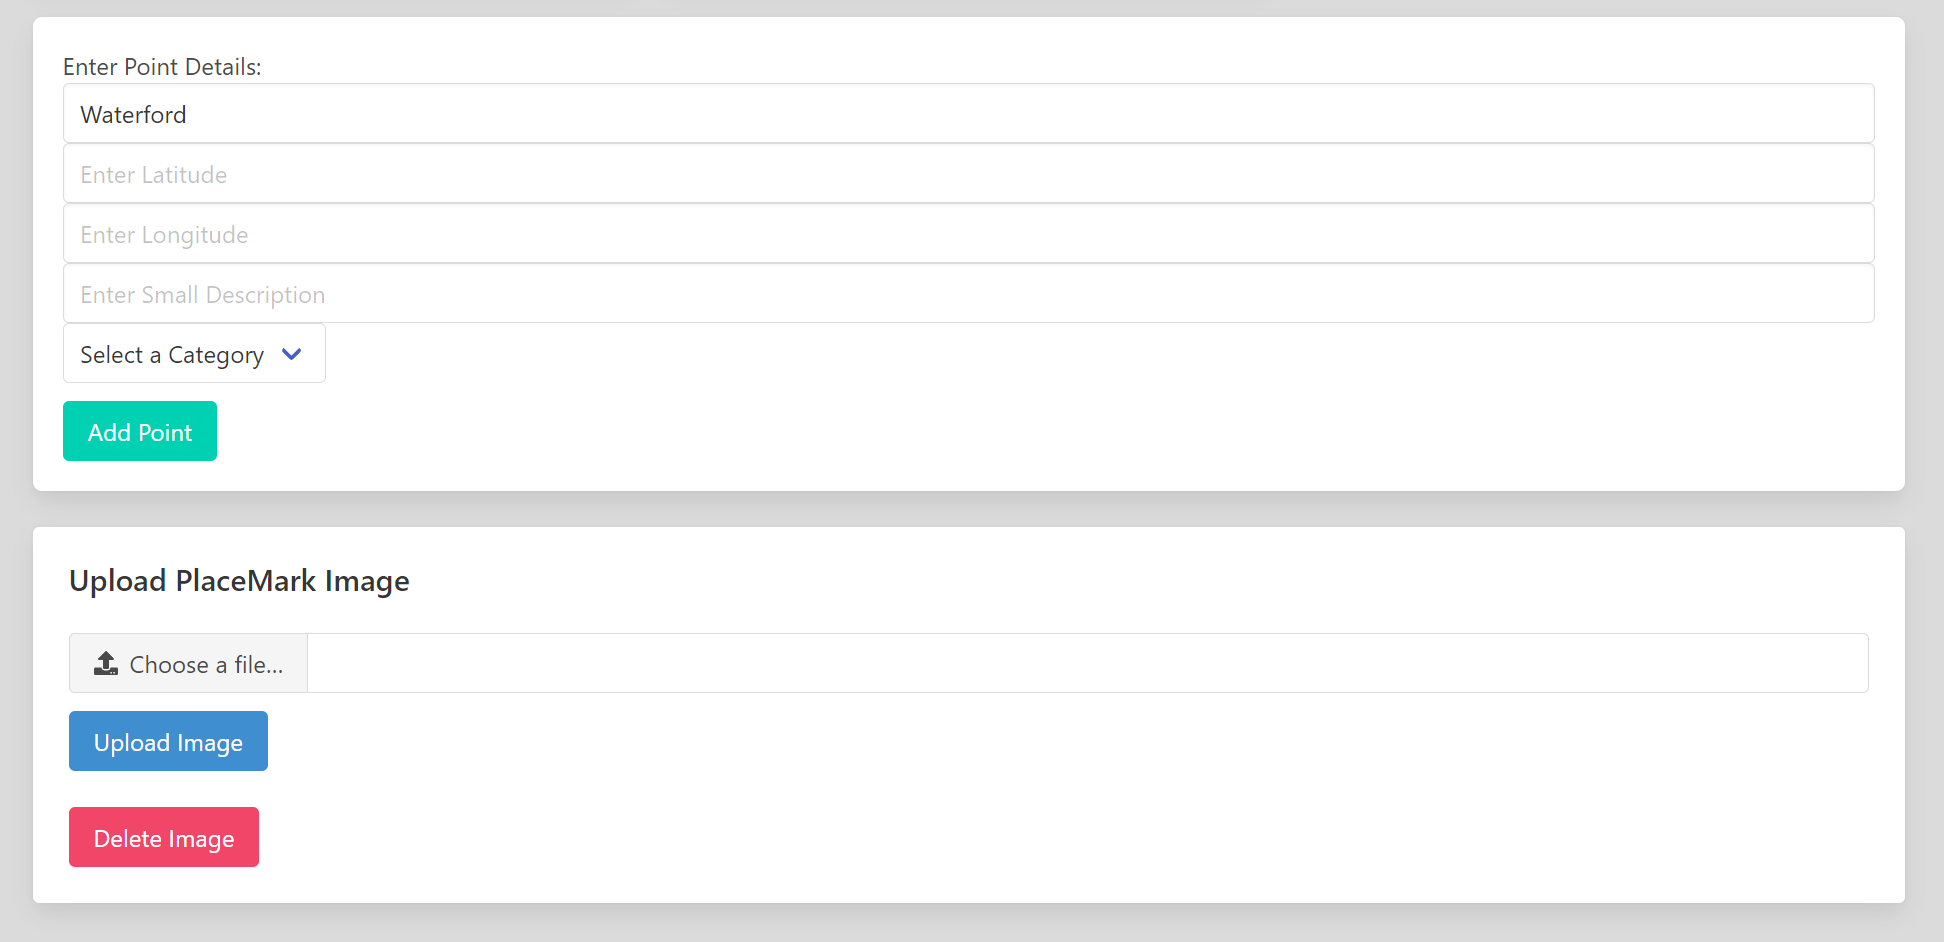 Enter Point Details:
Waterford
Enter Latitude
Enter Longitude
Enter Small Description
Select a Category
Add Point
Upload PlaceMark Image
Choose a file...
Upload Image
Delete Image